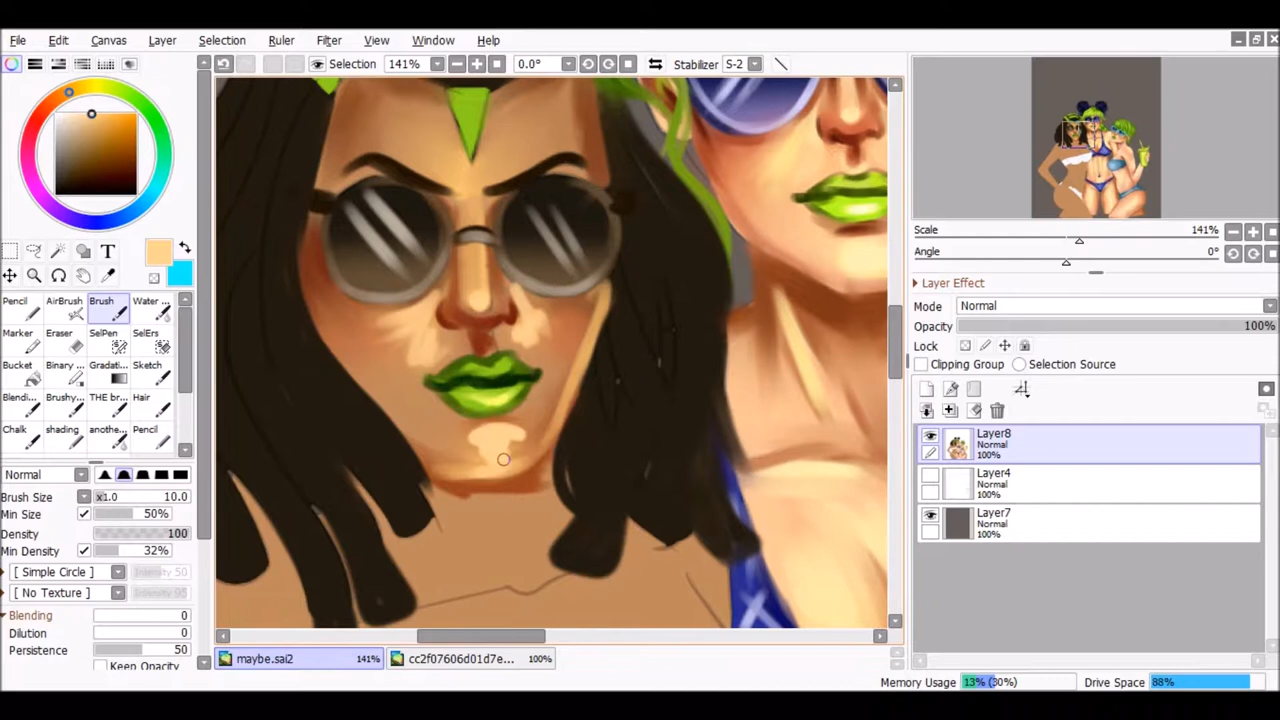 File Edit Canvas Layer Selection Ruler Filter View Window Help
Selection 141% 0.0° Stabilizer S-2
T
Scale 141%
Angle 0°
Pencil AirBrush Brush Water ...
Marker Eraser SelPen SelErs
Bucket Binary ... Gradati... Sketch
Blendi... Brushy... THE br... Hair
Chalk shading anothe... Pencil
Normal
Brush Size x1.0 10.0
Min Size 50%
Density 100
Min Density 32%
[ Simple Circle ] Intensity 50
[ No Texture ] Intensity 95
Blending 0
Dilution 0
Persistence 50
Keep Opacity
Layer Effect
Mode Normal
Opacity 100%
Lock
Clipping Group Selection Source
Layer8
Normal
100%
Layer4
Normal
100%
Layer7
Normal
100%
maybe.sai2 141% cc2f07606d01d7e... 100%
Memory Usage 13% (30%) Drive Space 88%